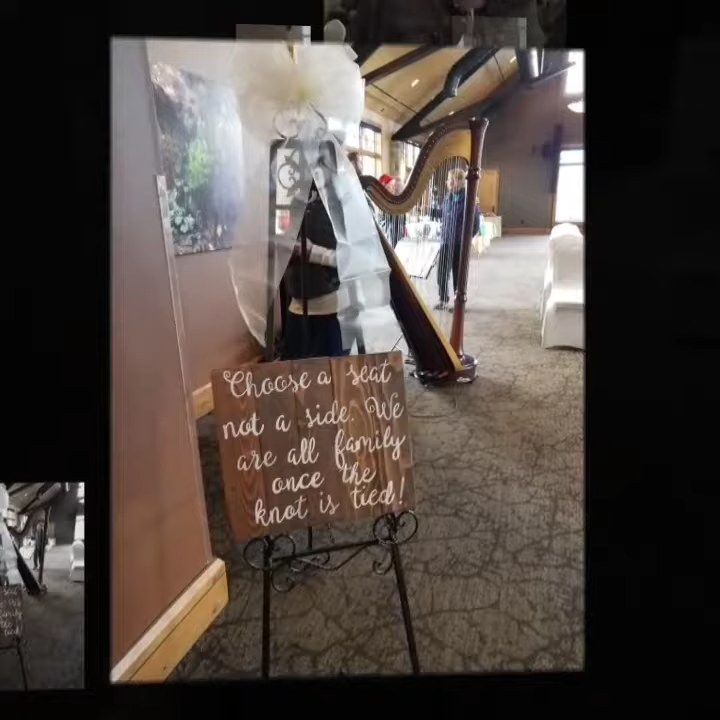 Choose a seat
not a side. We
are all family
once the
knot is tied!